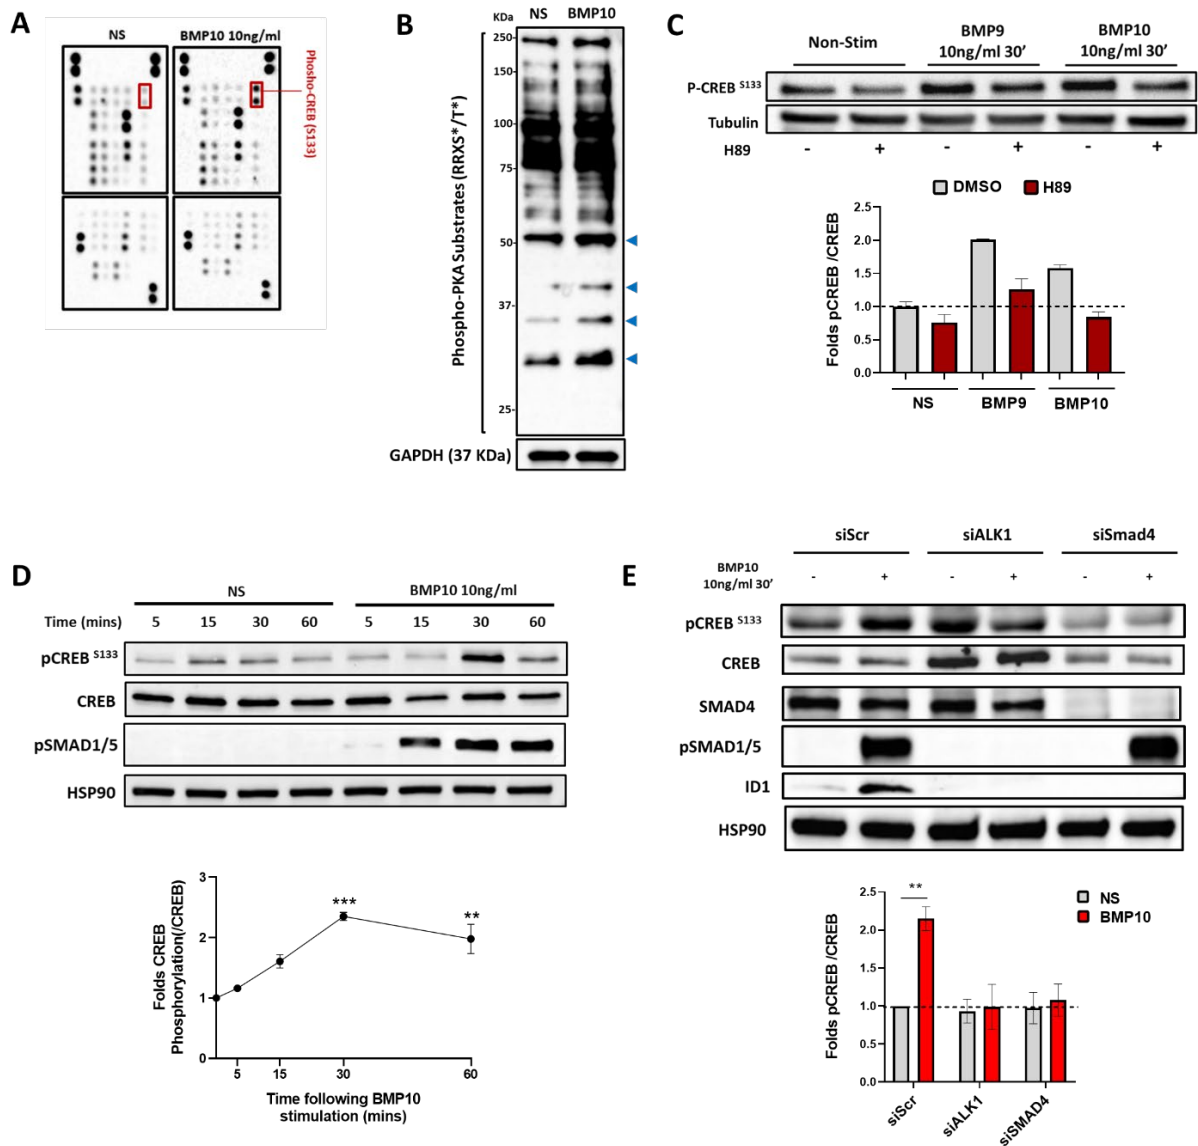 A
NS
BMP10 10ng/ml
Phosho-CREB (S133)
B
KDa
NS
BMP10
250
150
100
75
50
37
25
Phospho-PKA Substrates (RRXS*/T*)
GAPDH (37 KDa)
C
Non-Stim
BMP9
10ng/ml 30'
BMP10
10ng/ml 30'
P-CREB S133
Tubulin
H89
- + - + - +
DMSO
H89
Folds pCREB /CREB
2.5
2.0
1.5
1.0
0.5
0.0
NS
BMP9
BMP10
D
NS
BMP10 10ng/ml
Time (mins)
5 15 30 60 5 15 30 60
pCREB S133
CREB
pSMAD1/5
HSP90
Folds CREB
Phosphorylation(/CREB)
3
2
1
0
***
**
5 15 30 60
Time following BMP10
stimulation (mins)
E
siScr
siALK1
siSmad4
BMP10
10ng/ml 30'
- + - + - +
pCREB S133
CREB
SMAD4
pSMAD1/5
ID1
HSP90
Folds pCREB /CREB
2.5
2.0
1.5
1.0
0.5
0.0
**
NS
BMP10
siScr
siALK1
siSMAD4